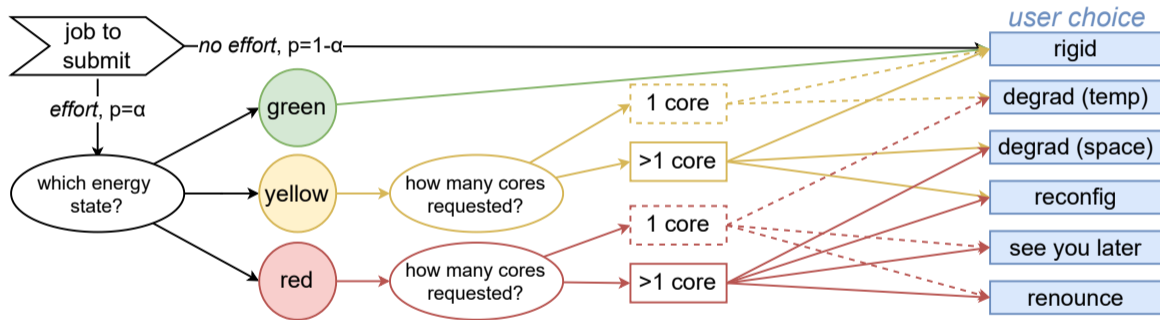 user choice
job to
submit
no effort, p=1-α
rigid
effort, p=α
green
1 core
degrad (temp)
>1 core
degrad (space)
which energy
state?
yellow
how many cores
requested?
reconfig
1 core
see you later
red
how many cores
requested?
>1 core
renounce